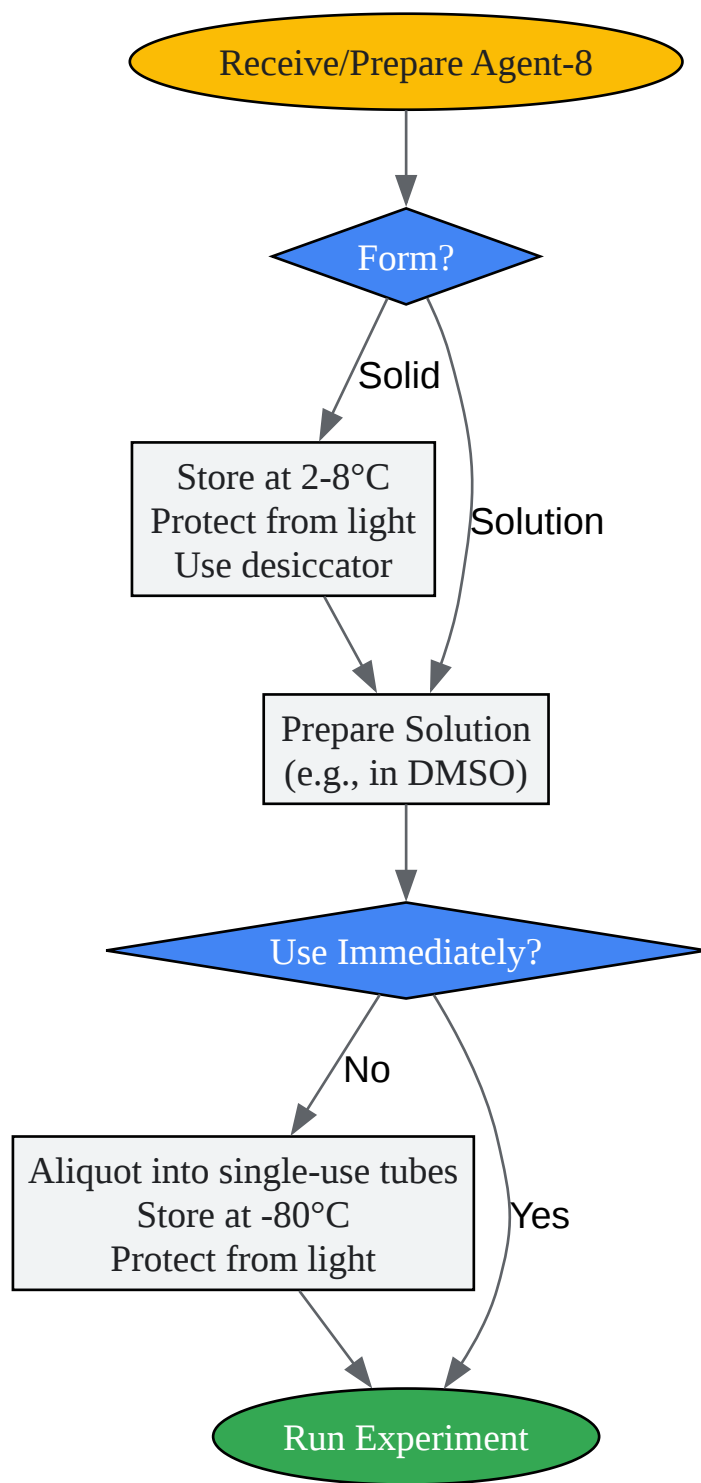 Receive/Prepare Agent-8
Form?
Solid
Store at 2-8°C
Protect from light
Use desiccator
Solution
Prepare Solution
(e.g., in DMSO)
Use Immediately?
No
Aliquot into single-use tubes
Store at -80°C
Protect from light
Yes
Run Experiment